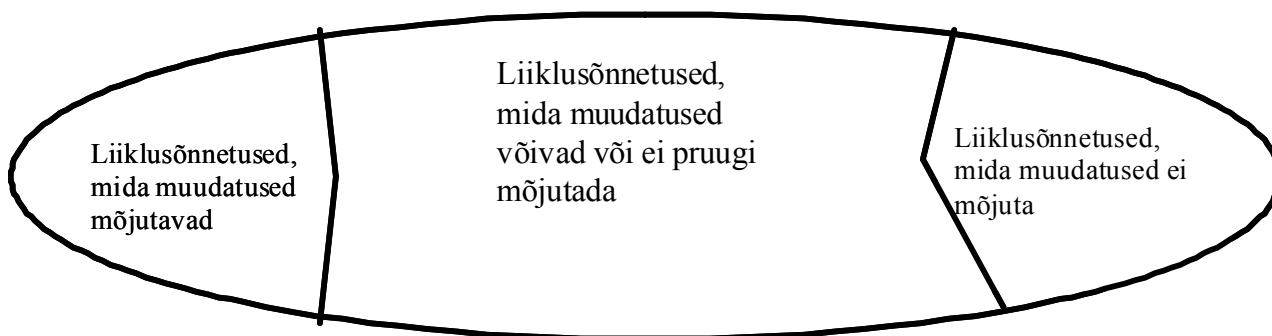 Liiklusõnnetused,
mida muudatused
mõjutavad
Liiklusõnnetused,
mida muudatused
võivad või ei pruugi
mõjutada
Liiklusõnnetused,
mida muudatused ei
mõjuta